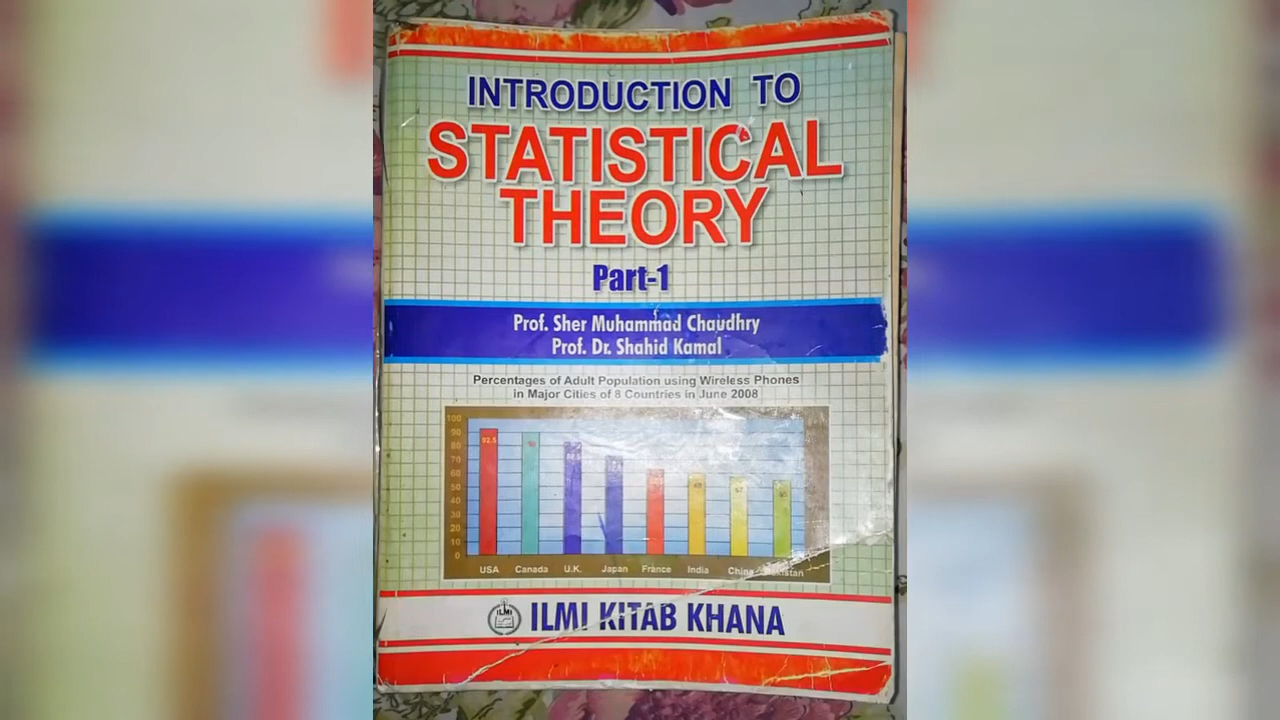 INTRODUCTION TO
STATISTICAL
THEORY
Part-1
Prof. Sher Muhammad Chaudhry
Prof. Dr. Shahid Kamal
Percentages of Adult Population using Wireless Phones
in Major Cities of 8 Countries in June 2008
100
90
80
70
60
50
40
30
20
10
0
92.5
USA Canada U.K. Japan France India China
ILMI
ILMI KITAB KHANA